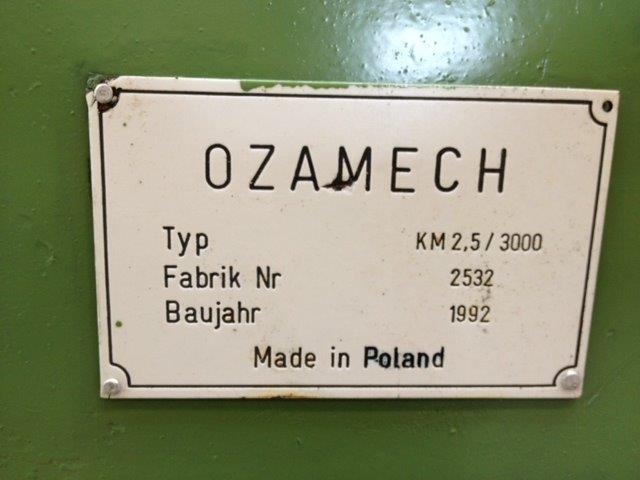 OZAMECH
Typ KM 2,5 / 3000
Fabrik Nr 2532
Baujahr 1992
Made in Poland